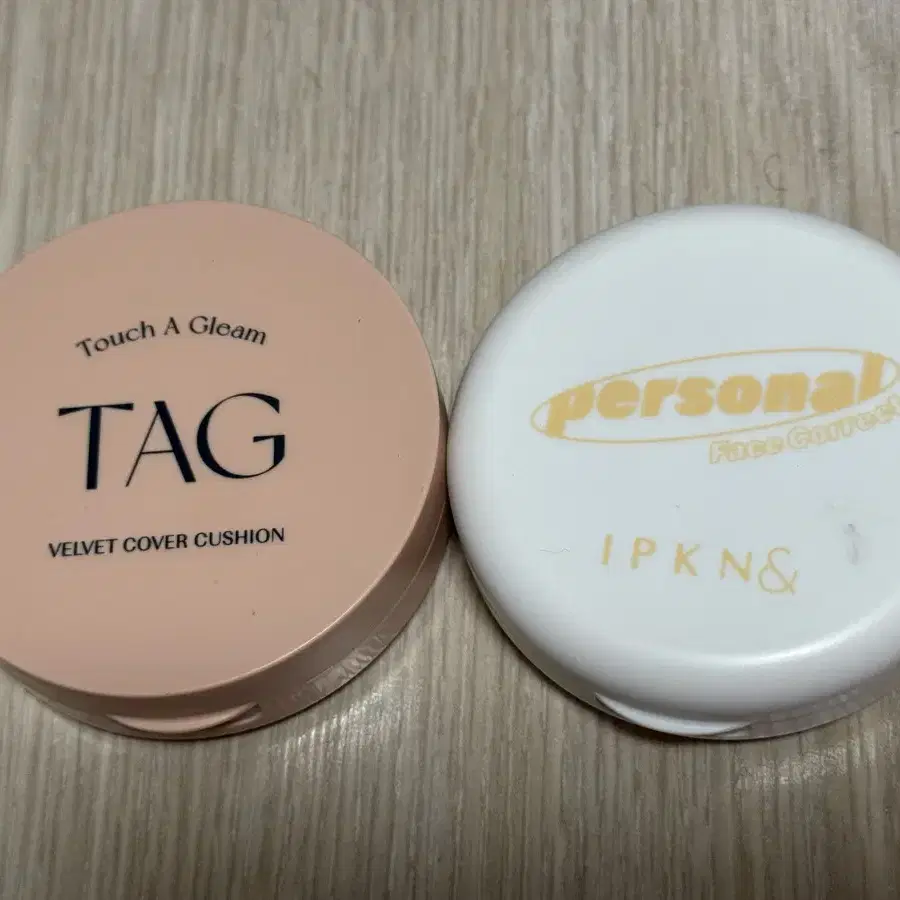 Touch A Gleam
TAG
VELVET COVER CUSHION
personal
Face Correct
IPKN&